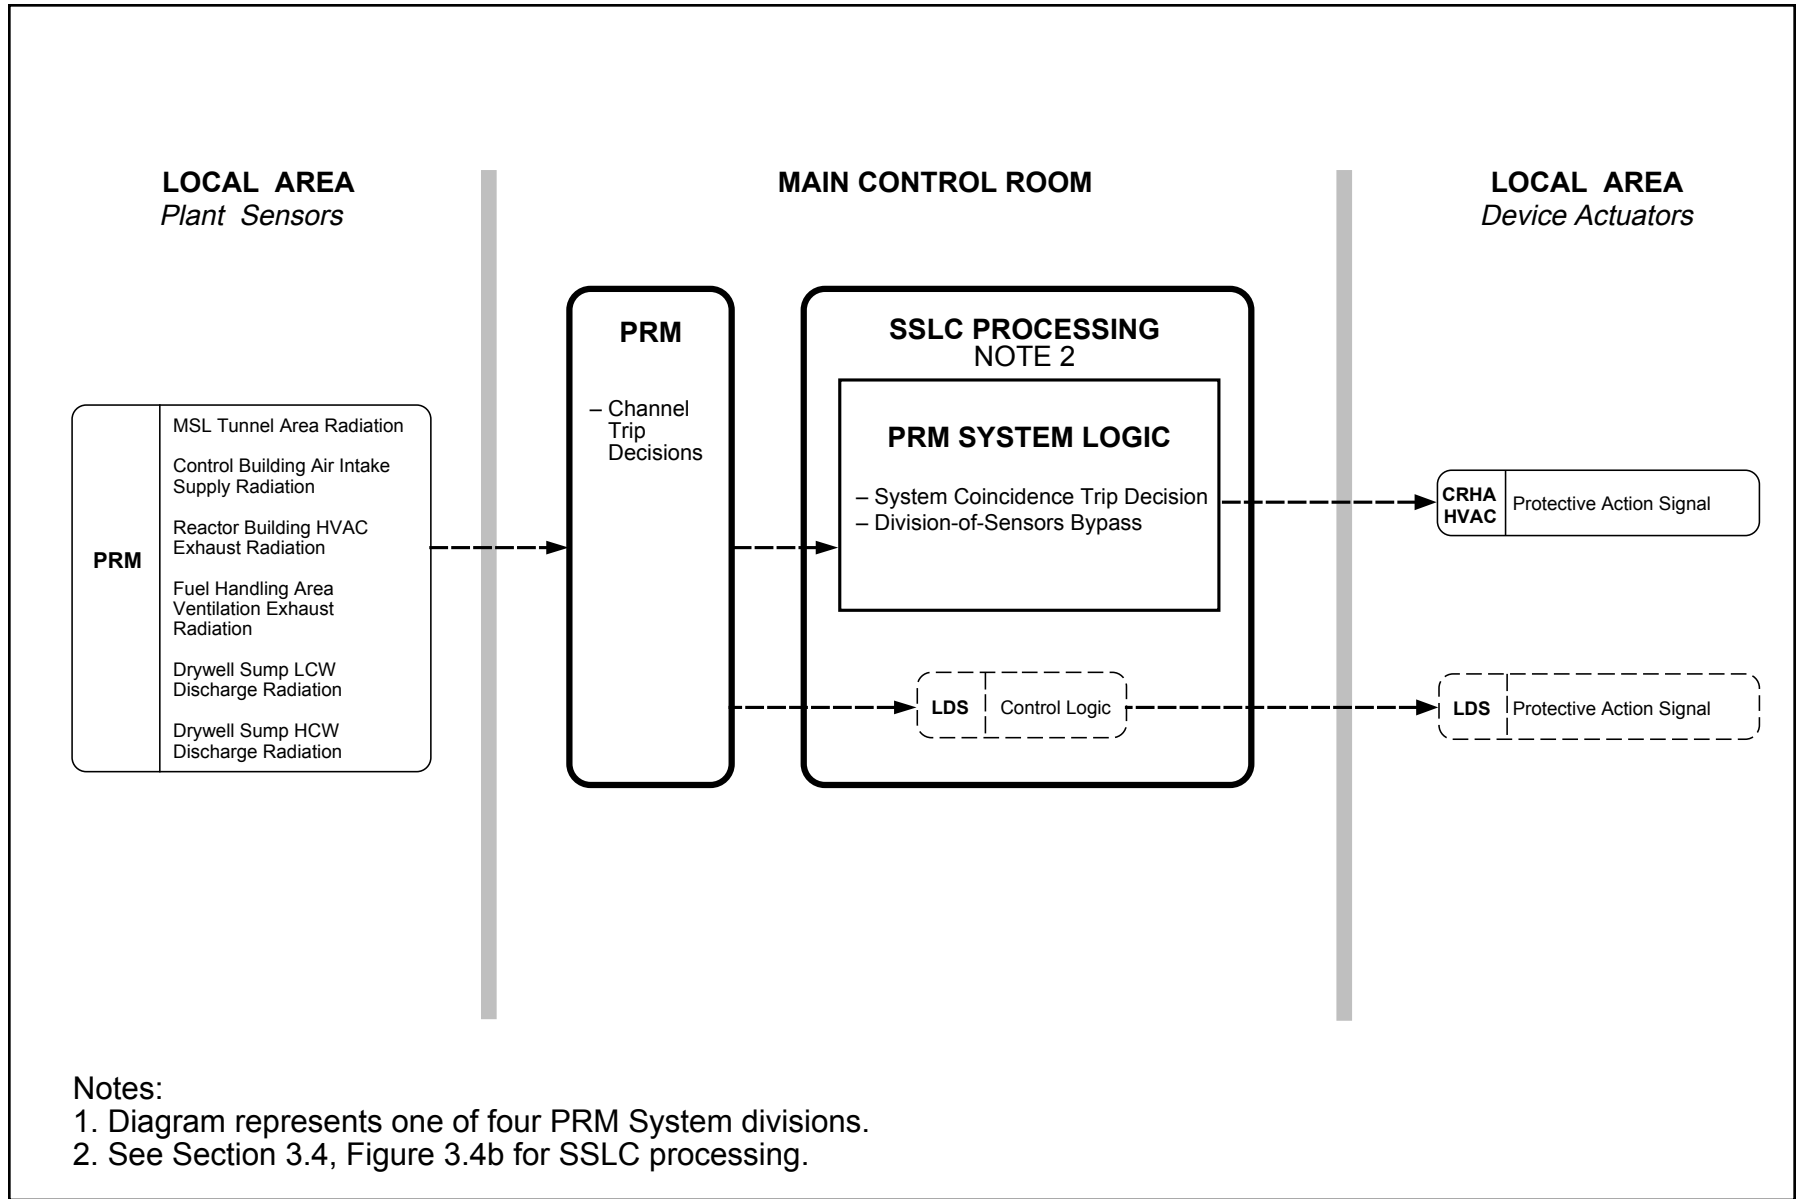 LOCAL AREA
Plant Sensors
MAIN CONTROL ROOM
LOCAL AREA
Device Actuators
PRM
MSL Tunnel Area Radiation
Control Building Air Intake
Supply Radiation
Reactor Building HVAC
Exhaust Radiation
Fuel Handling Area
Ventilation Exhaust
Radiation
Drywell Sump LCW
Discharge Radiation
Drywell Sump HCW
Discharge Radiation
PRM
– Channel
Trip
Decisions
SSLC PROCESSING
NOTE 2
PRM SYSTEM LOGIC
– System Coincidence Trip Decision
– Division-of-Sensors Bypass
LDS
Control Logic
CRHA
HVAC
Protective Action Signal
LDS
Protective Action Signal
Notes:
1. Diagram represents one of four PRM System divisions.
2. See Section 3.4, Figure 3.4b for SSLC processing.